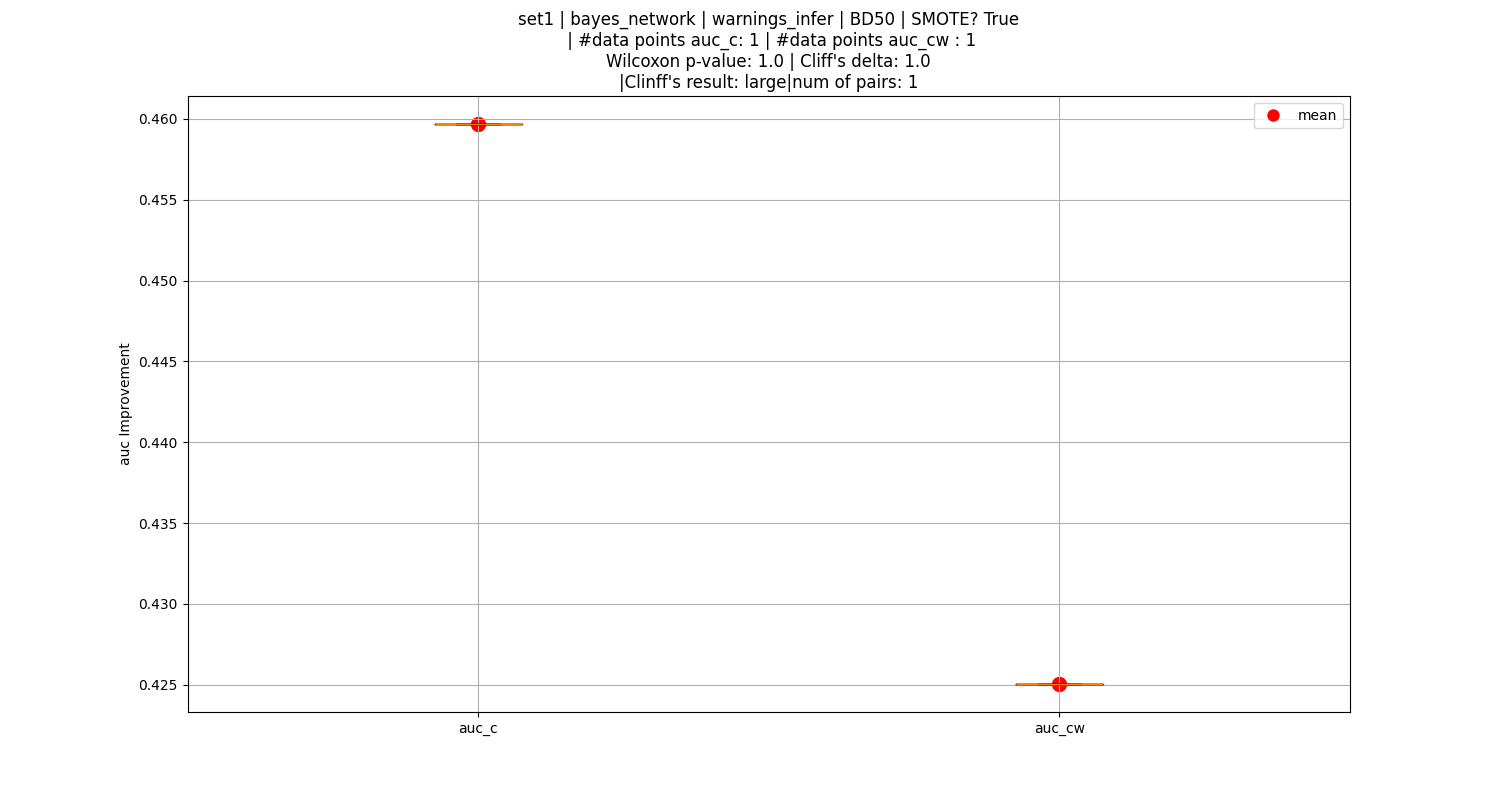 set1 | bayes_network | warnings_infer | BD50 | SMOTE? True
| #data points auc_c: 1 | #data points auc_cw : 1
Wilcoxon p-value: 1.0 | Cliff's delta: 1.0
|Clinff's result: large|num of pairs: 1
mean
0.460
0.455
0.450
0.445
0.440
0.435
0.430
0.425
auc Improvement
auc_c
auc_cw